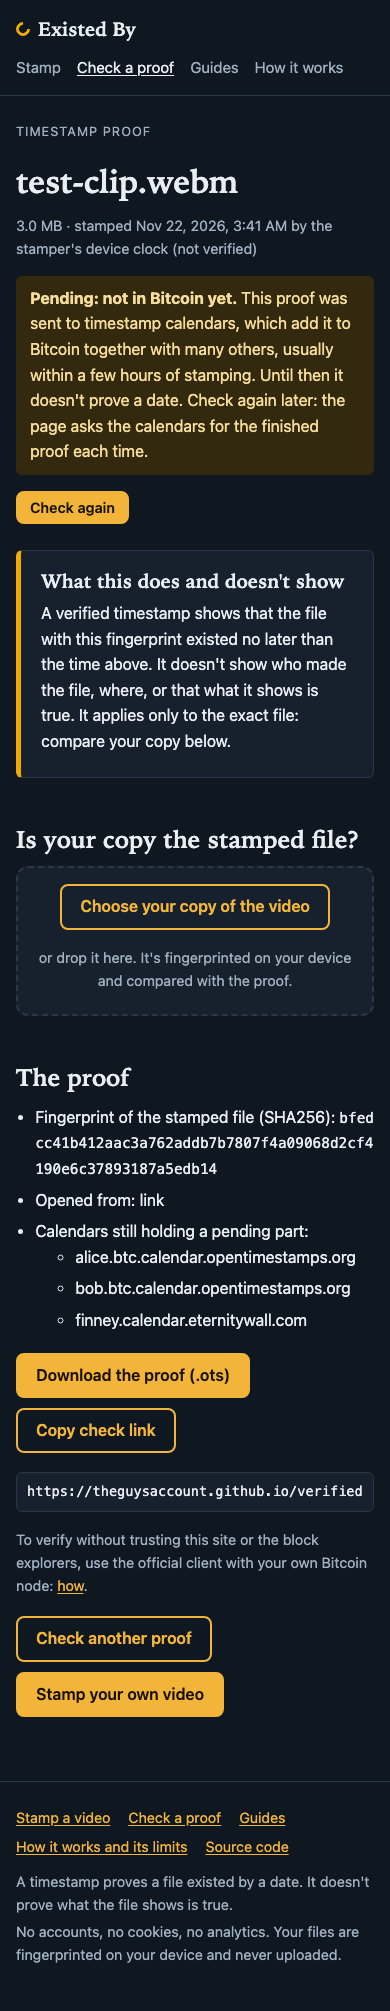 Existed By
Stamp Check a proof Guides How it works
TIMESTAMP PROOF
test-clip.webm
3.0 MB · stamped Nov 22, 2026, 3:41 AM by the
stamper's device clock (not verified)
Pending: not in Bitcoin yet. This proof was
sent to timestamp calendars, which add it to
Bitcoin together with many others, usually
within a few hours of stamping. Until then it
doesn't prove a date. Check again later: the
page asks the calendars for the finished
proof each time.
Check again
What this does and doesn't show
A verified timestamp shows that the file
with this fingerprint existed no later than
the time above. It doesn't show who made
the file, where, or that what it shows is
true. It applies only to the exact file:
compare your copy below.
Is your copy the stamped file?
Choose your copy of the video
or drop it here. It's fingerprinted on your device
and compared with the proof.
The proof
• Fingerprint of the stamped file (SHA256): bfed
cc41b412aac3a762addb7b7807f4a09068d2cf4
190e6c37893187a5edb14
• Opened from: link
• Calendars still holding a pending part:
◦ alice.btc.calendar.opentimestamps.org
◦ bob.btc.calendar.opentimestamps.org
◦ finney.calendar.eternitywall.com
Download the proof (.ots)
Copy check link
https://theguysaccount.github.io/verified
To verify without trusting this site or the block
explorers, use the official client with your own Bitcoin
node: how.
Check another proof
Stamp your own video
Stamp a video Check a proof Guides
How it works and its limits Source code
A timestamp proves a file existed by a date. It doesn't
prove what the file shows is true.
No accounts, no cookies, no analytics. Your files are
fingerprinted on your device and never uploaded.